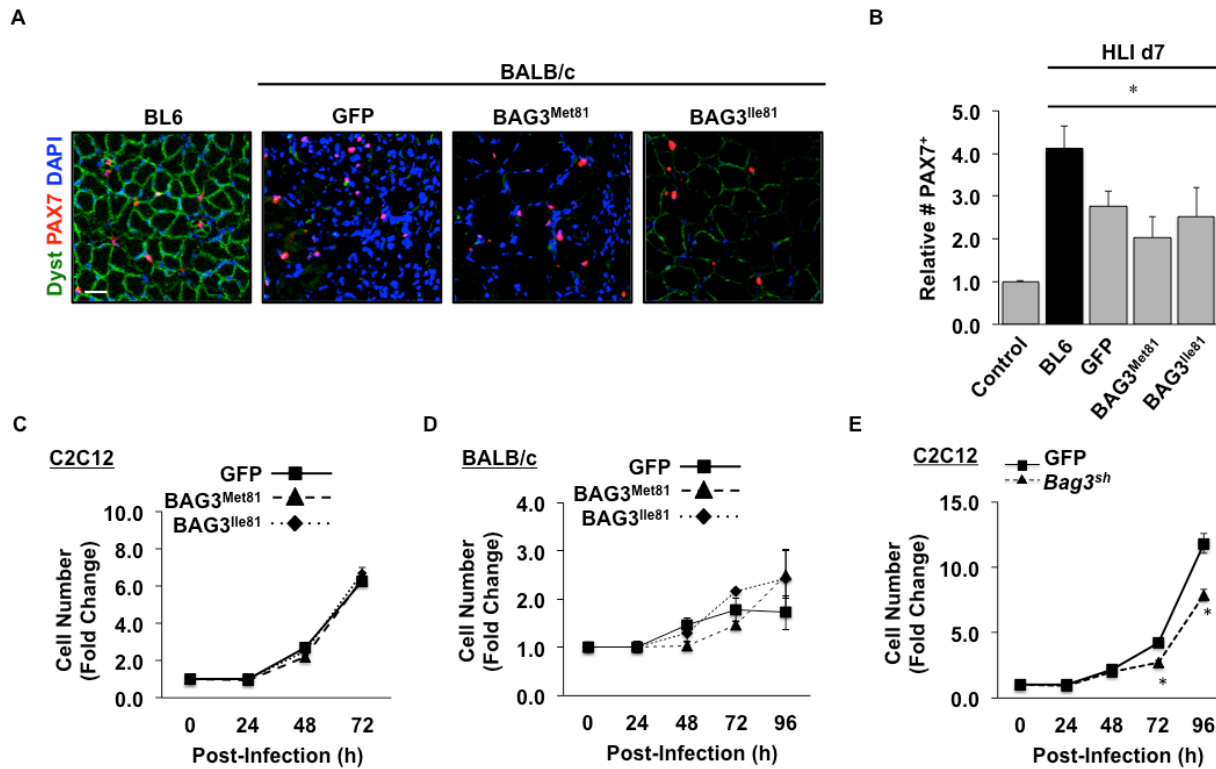 A
BALB/c
BL6 GFP BAG3Met81 BAG3Ile81
Dyst PAX7 DAPI
B
HLI d7
*
Relative # PAX7+
5.0
4.0
3.0
2.0
1.0
0.0
Control BL6 GFP BAG3Met81 BAG3Ile81
C
C2C12
GFP
BAG3Met81
BAG3Ile81
Cell Number
(Fold Change)
10.0
8.0
6.0
4.0
2.0
0.0
0 24 48 72
Post-Infection (h)
D
BALB/c
GFP
BAG3Met81
BAG3Ile81
Cell Number
(Fold Change)
4.0
3.0
2.0
1.0
0.0
0 24 48 72 96
Post-Infection (h)
E
C2C12
GFP
Bag3sh
Cell Number
(Fold Change)
15.0
10.0
5.0
0.0
*
*
0 24 48 72 96
Post-Infection (h)